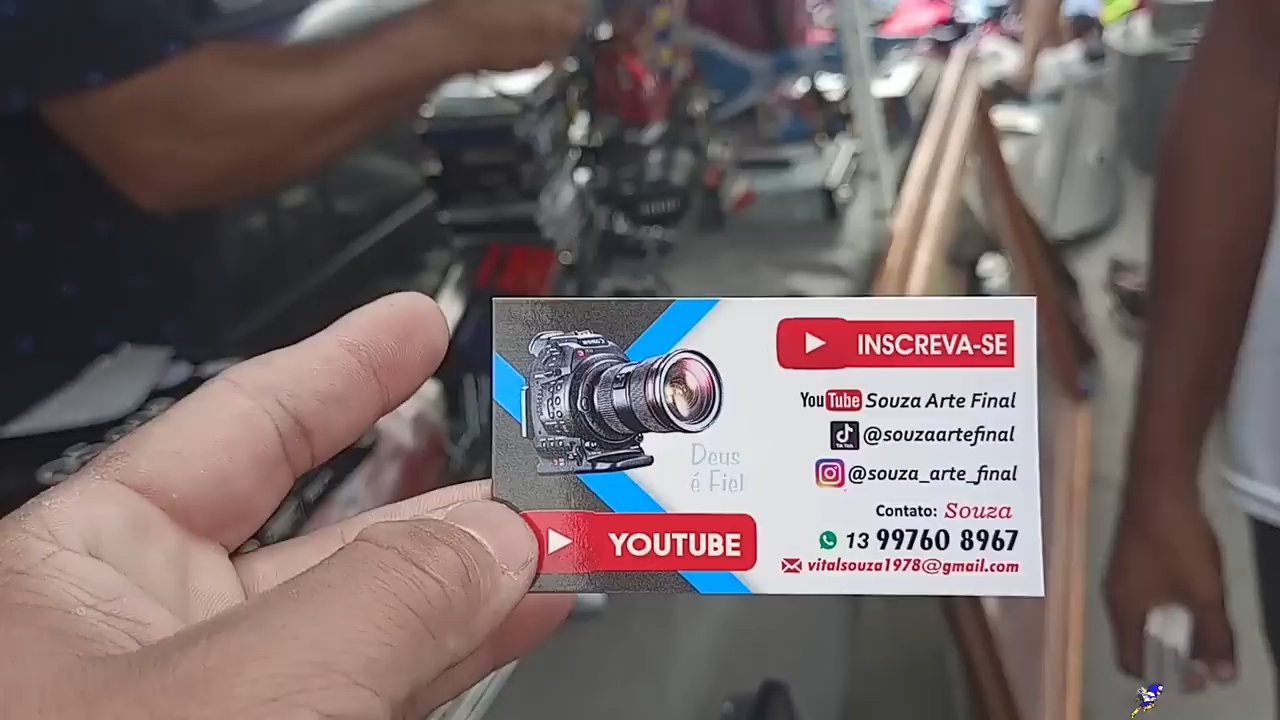 INSCREVA-SE
YouTube Souza Arte Final
@souzaartefinal
@souza_arte_final
Deus
é Fiel
Contato: Souza
13 99760 8967
vitalsouza1978@gmail.com
YOUTUBE